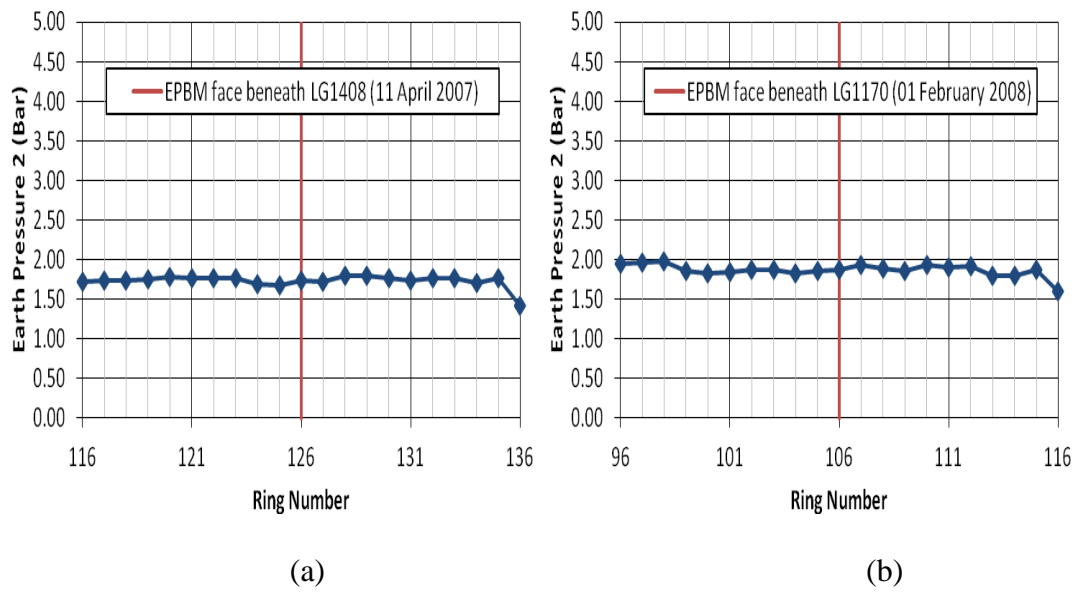 5.00
4.50
4.00
3.50
3.00
2.50
2.00
1.50
1.00
0.50
0.00
Earth Pressure 2 (Bar)
EPBM face beneath LG1408 (11 April 2007)
116 121 126 131 136
Ring Number
(a)
5.00
4.50
4.00
3.50
3.00
2.50
2.00
1.50
1.00
0.50
0.00
Earth Pressure 2 (Bar)
EPBM face beneath LG1170 (01 February 2008)
96 101 106 111 116
Ring Number
(b)